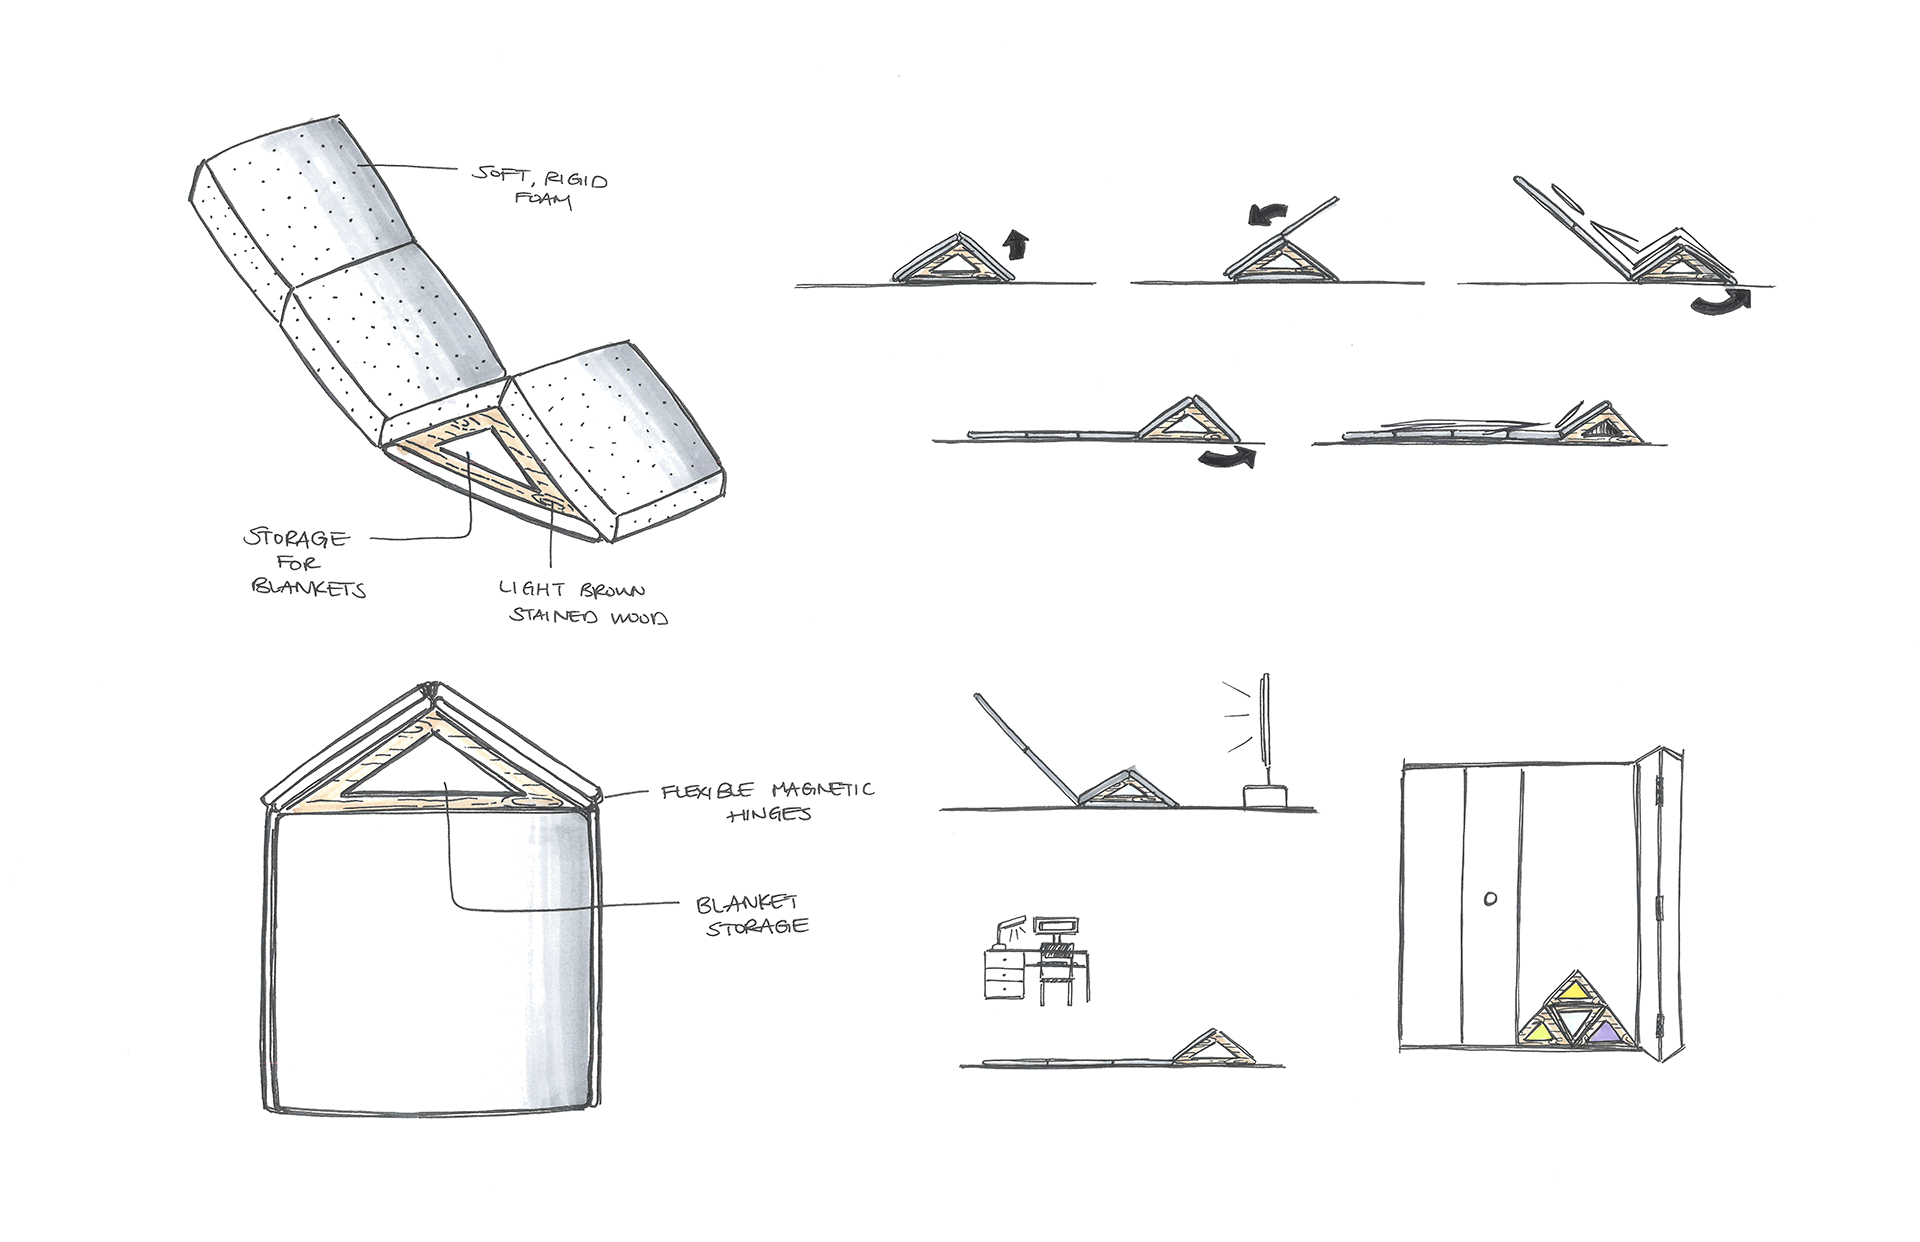 SOFT, RIGID
FOAM
STORAGE
FOR
BLANKETS
LIGHT BROWN
STAINED WOOD
FLEXIBLE MAGNETIC
HINGES
BLANKET
STORAGE